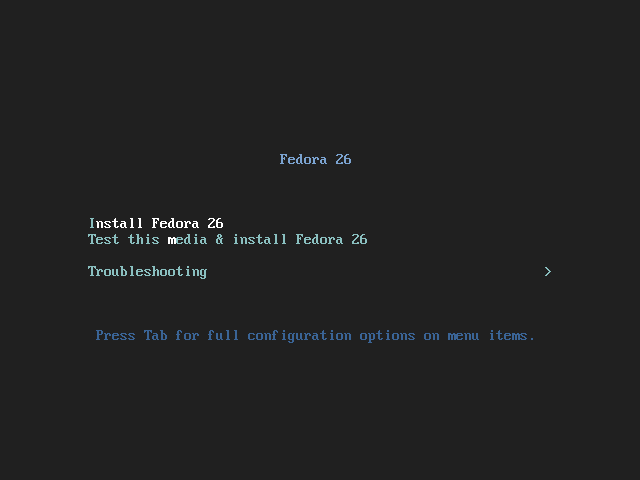 Fedora 26
Install Fedora 26
Test this media & install Fedora 26
Troubleshooting >
Press Tab for full configuration options on menu items.